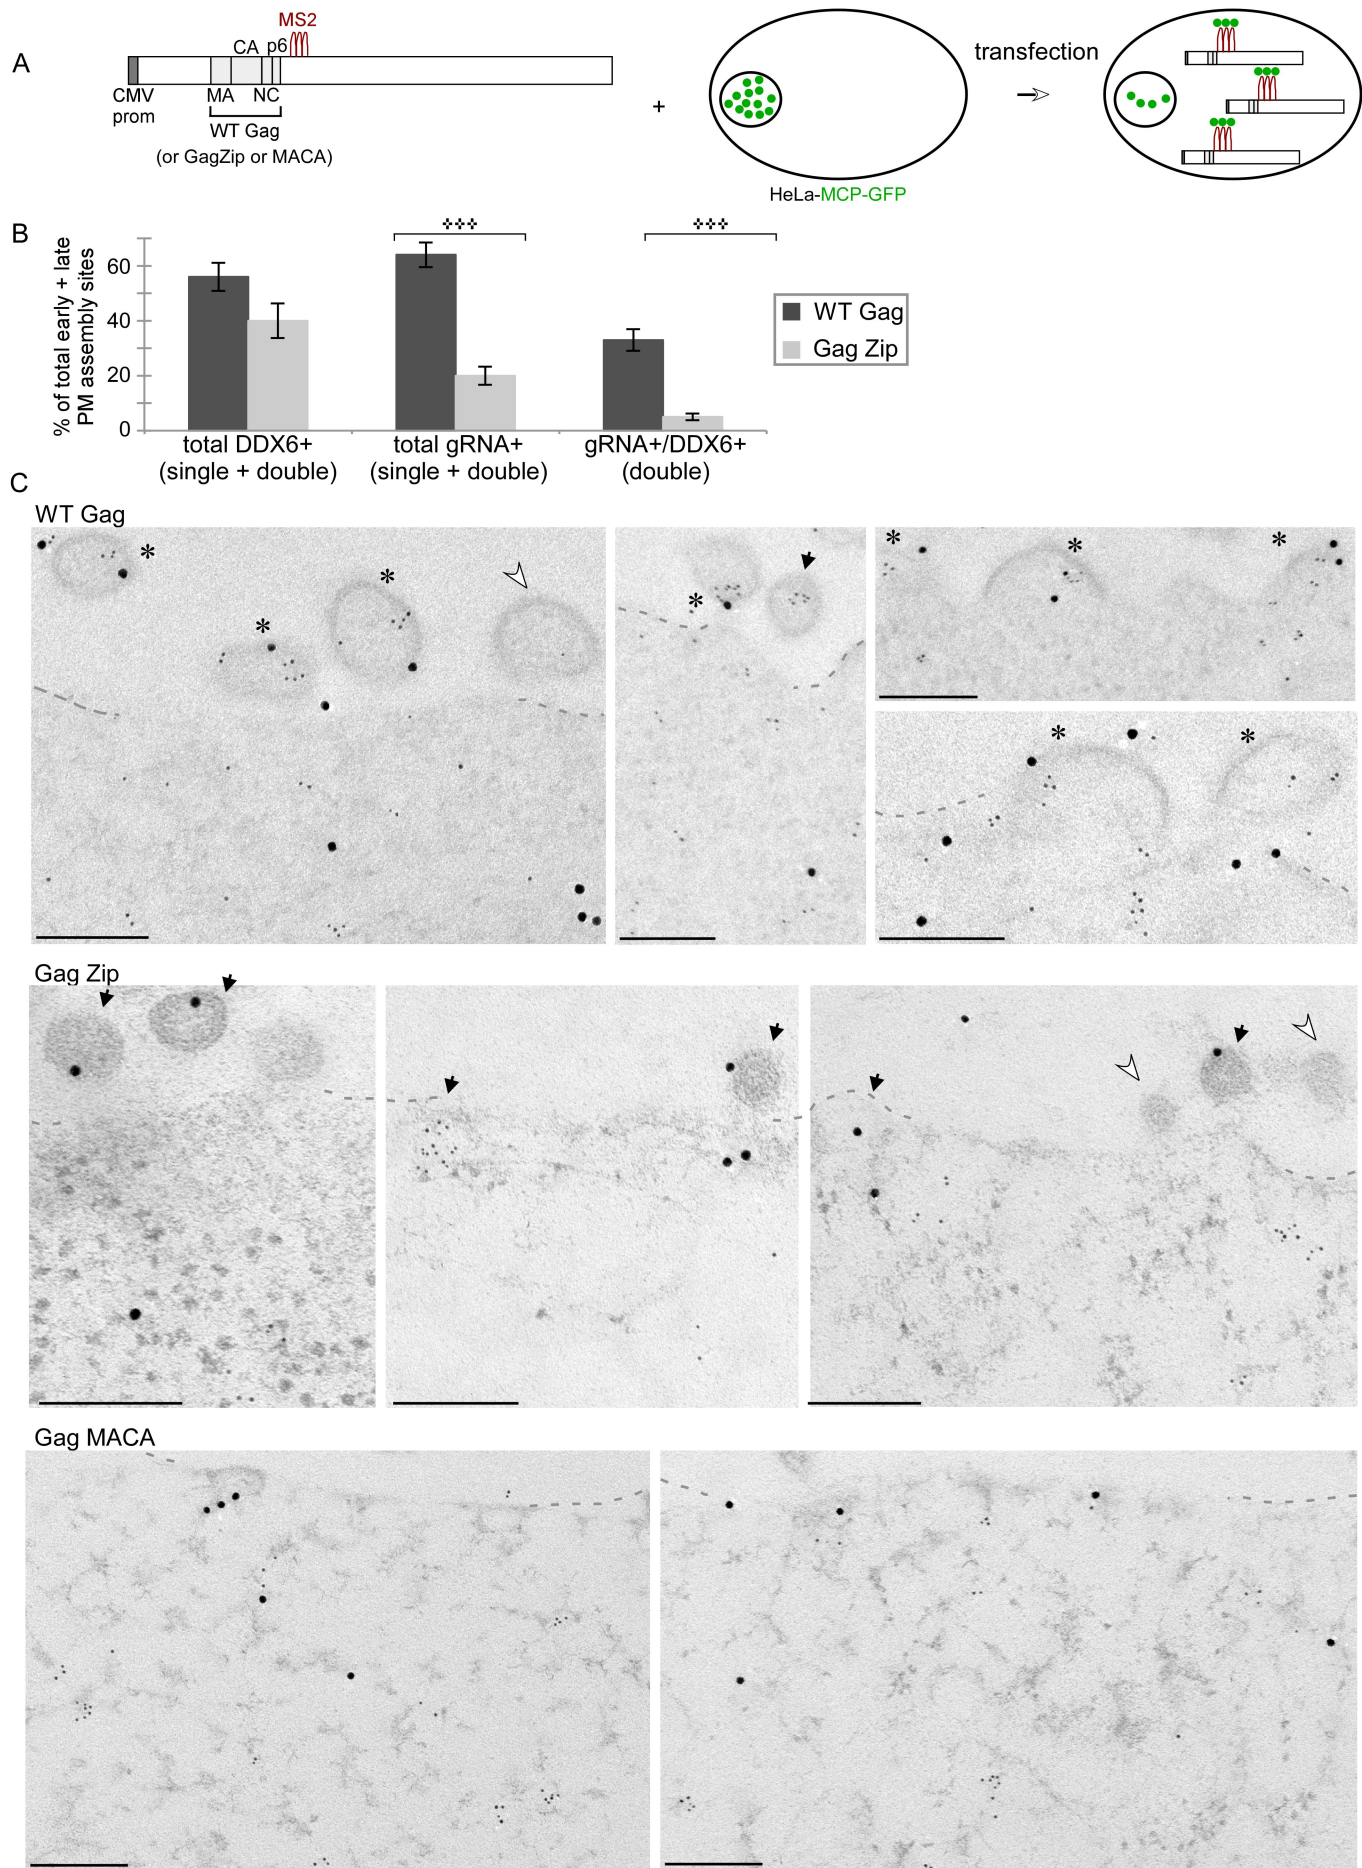 A
MS2
CA p6
CMV
prom
MA NC
WT Gag
(or GagZip or MACA)
+
HeLa-MCP-GFP
transfection
B
% of total early + late
PM assembly sites
60
40
20
0
WT Gag
Gag Zip
total DDX6+
(single + double)
total gRNA+
(single + double)
gRNA+/DDX6+
(double)
C
WT Gag
* * * * * * * * *
Gag Zip
Gag MACA